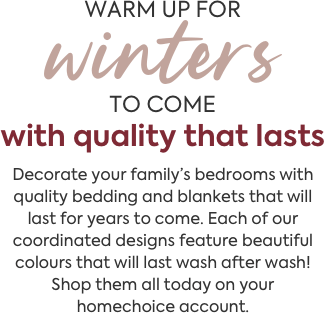 WARM UP FOR
winters
TO COME
with quality that lasts
Decorate your family’s bedrooms with
quality bedding and blankets that will
last for years to come. Each of our
coordinated designs feature beautiful
colours that will last wash after wash!
Shop them all today on your
homechoice account.